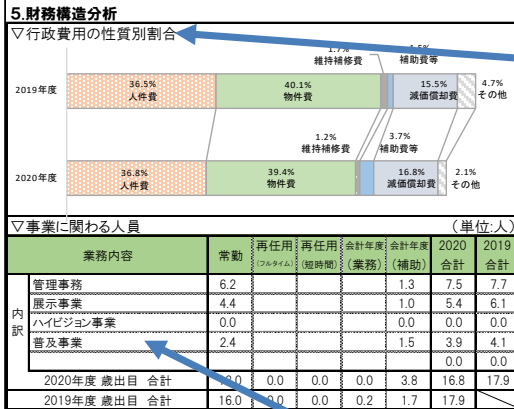 5.財務構造分析
▽行政費用の性質別割合
1.7%
維持補修費
1.5%
補助費等
2019年度
36.5%
人件費
40.1%
物件費
15.5%
減価償却費
4.7%
その他
1.2%
維持補修費
3.7%
補助費等
2020年度
36.8%
人件費
39.4%
物件費
16.8%
減価償却費
2.1%
その他
▽事業に関わる人員 (単位:人)
業務内容 常勤 再任用(フルタイム) 再任用(短時間) 会計年度(業務) 会計年度(補助) 2020合計 2019合計
内訳
管理事務 6.2 1.3 7.5 7.7
展示事業 4.4 1.0 5.4 6.1
ハイビジョン事業 0.0 0.0 0.0 0.0
普及事業 2.4 1.5 3.9 4.1
0.0 0.0
2020年度 歳出目 合計 13.0 0.0 0.0 0.0 3.8 16.8 17.9
2019年度 歳出目 合計 16.0 0.0 0.0 0.2 1.7 17.9